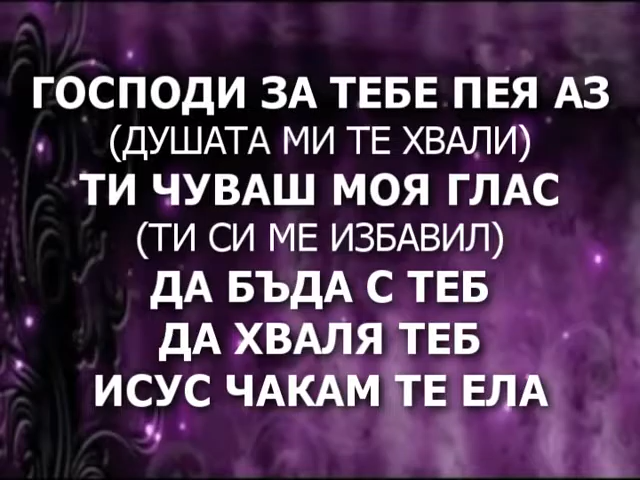 ГОСПОДИ ЗА ТЕБЕ ПЕЯ АЗ
(ДУШАТА МИ ТЕ ХВАЛИ)
ТИ ЧУВАШ МОЯ ГЛАС
(ТИ СИ МЕ ИЗБАВИЛ)
ДА БЪДА С ТЕБ
ДА ХВАЛЯ ТЕБ
ИСУС ЧАКАМ ТЕ ЕЛА